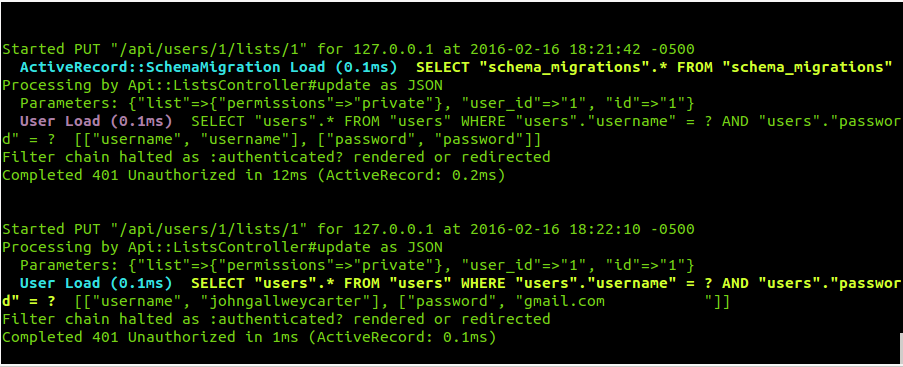 Started PUT "/api/users/1/lists/1" for 127.0.0.1 at 2016-02-16 18:21:42 -0500
ActiveRecord::SchemaMigration Load (0.1ms)  SELECT "schema_migrations".* FROM "schema_migrations"
Processing by Api::ListsController#update as JSON
Parameters: {"list"=>{"permissions"=>"private"}, "user_id"=>"1", "id"=>"1"}
User Load (0.1ms)  SELECT "users".* FROM "users" WHERE "users"."username" = ? AND "users"."passwor
d" = ?  [["username", "username"], ["password", "password"]]
Filter chain halted as :authenticated? rendered or redirected
Completed 401 Unauthorized in 12ms (ActiveRecord: 0.2ms)
Started PUT "/api/users/1/lists/1" for 127.0.0.1 at 2016-02-16 18:22:10 -0500
Processing by Api::ListsController#update as JSON
Parameters: {"list"=>{"permissions"=>"private"}, "user_id"=>"1", "id"=>"1"}
User Load (0.1ms)  SELECT "users".* FROM "users" WHERE "users"."username" = ? AND "users"."passwor
d" = ?  [["username", "johngallweycarter"], ["password", "gmail.com           "]]
Filter chain halted as :authenticated? rendered or redirected
Completed 401 Unauthorized in 1ms (ActiveRecord: 0.1ms)